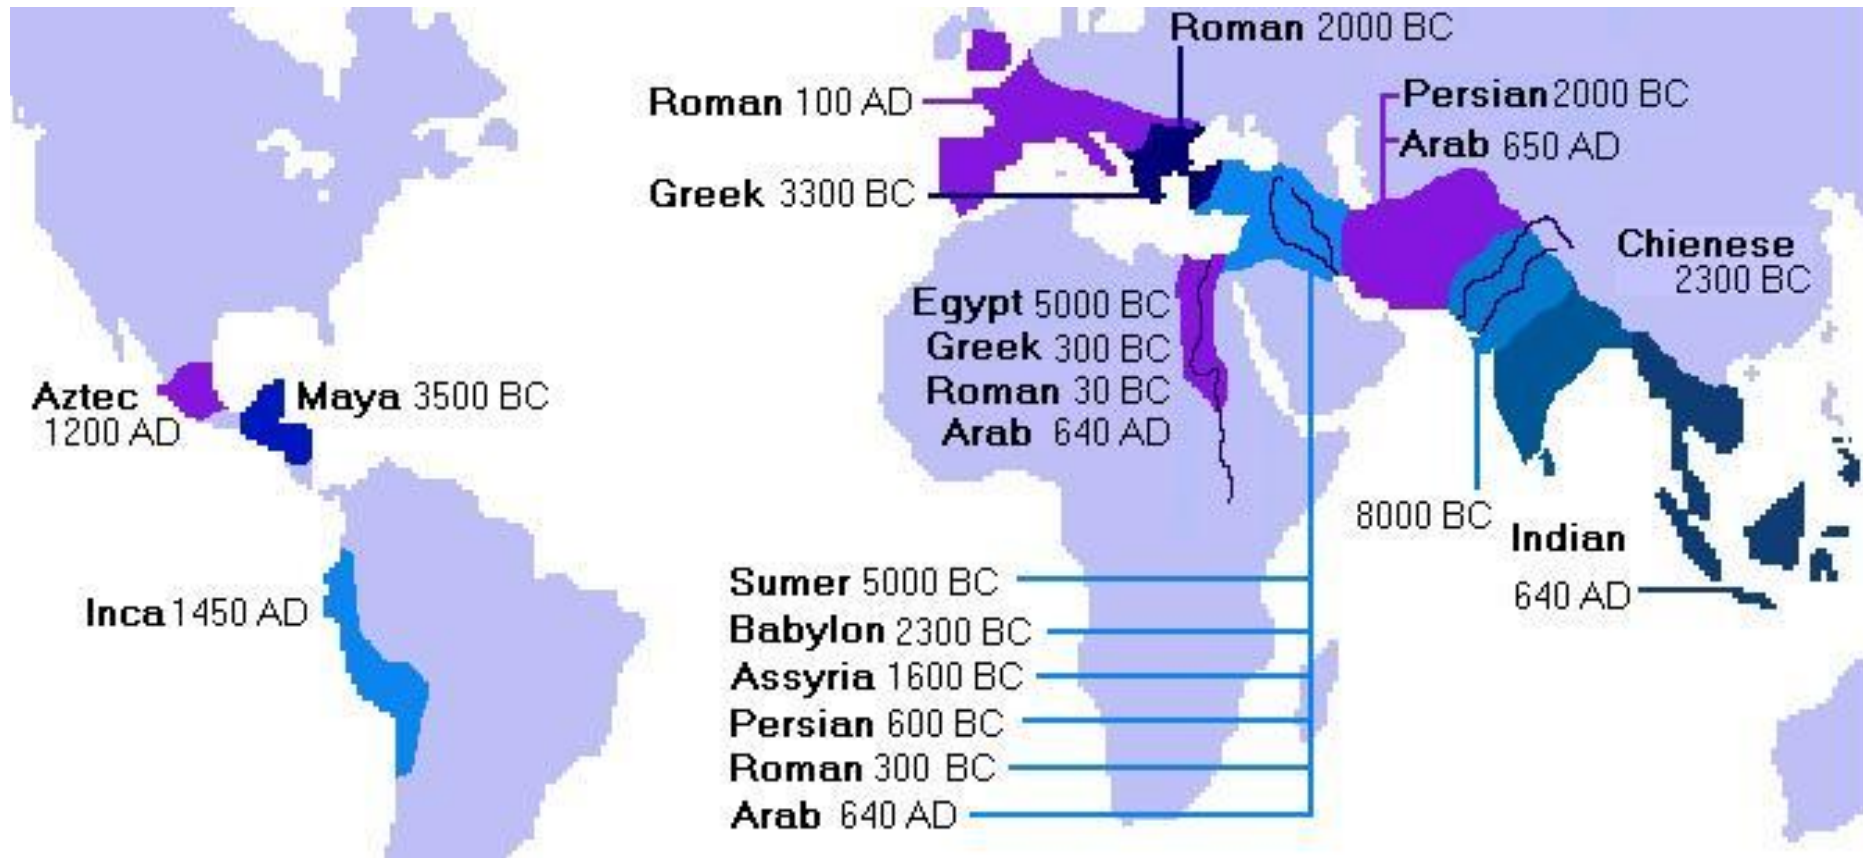 Roman 2000 BC
Roman 100 AD
Persian 2000 BC
Arab 650 AD
Greek 3300 BC
Chienese
2300 BC
Egypt 5000 BC
Greek 300 BC
Roman 30 BC
Arab 640 AD
Aztec
1200 AD
Maya 3500 BC
8000 BC
Indian
640 AD
Inca 1450 AD
Sumer 5000 BC
Babylon 2300 BC
Assyria 1600 BC
Persian 600 BC
Roman 300 BC
Arab 640 AD